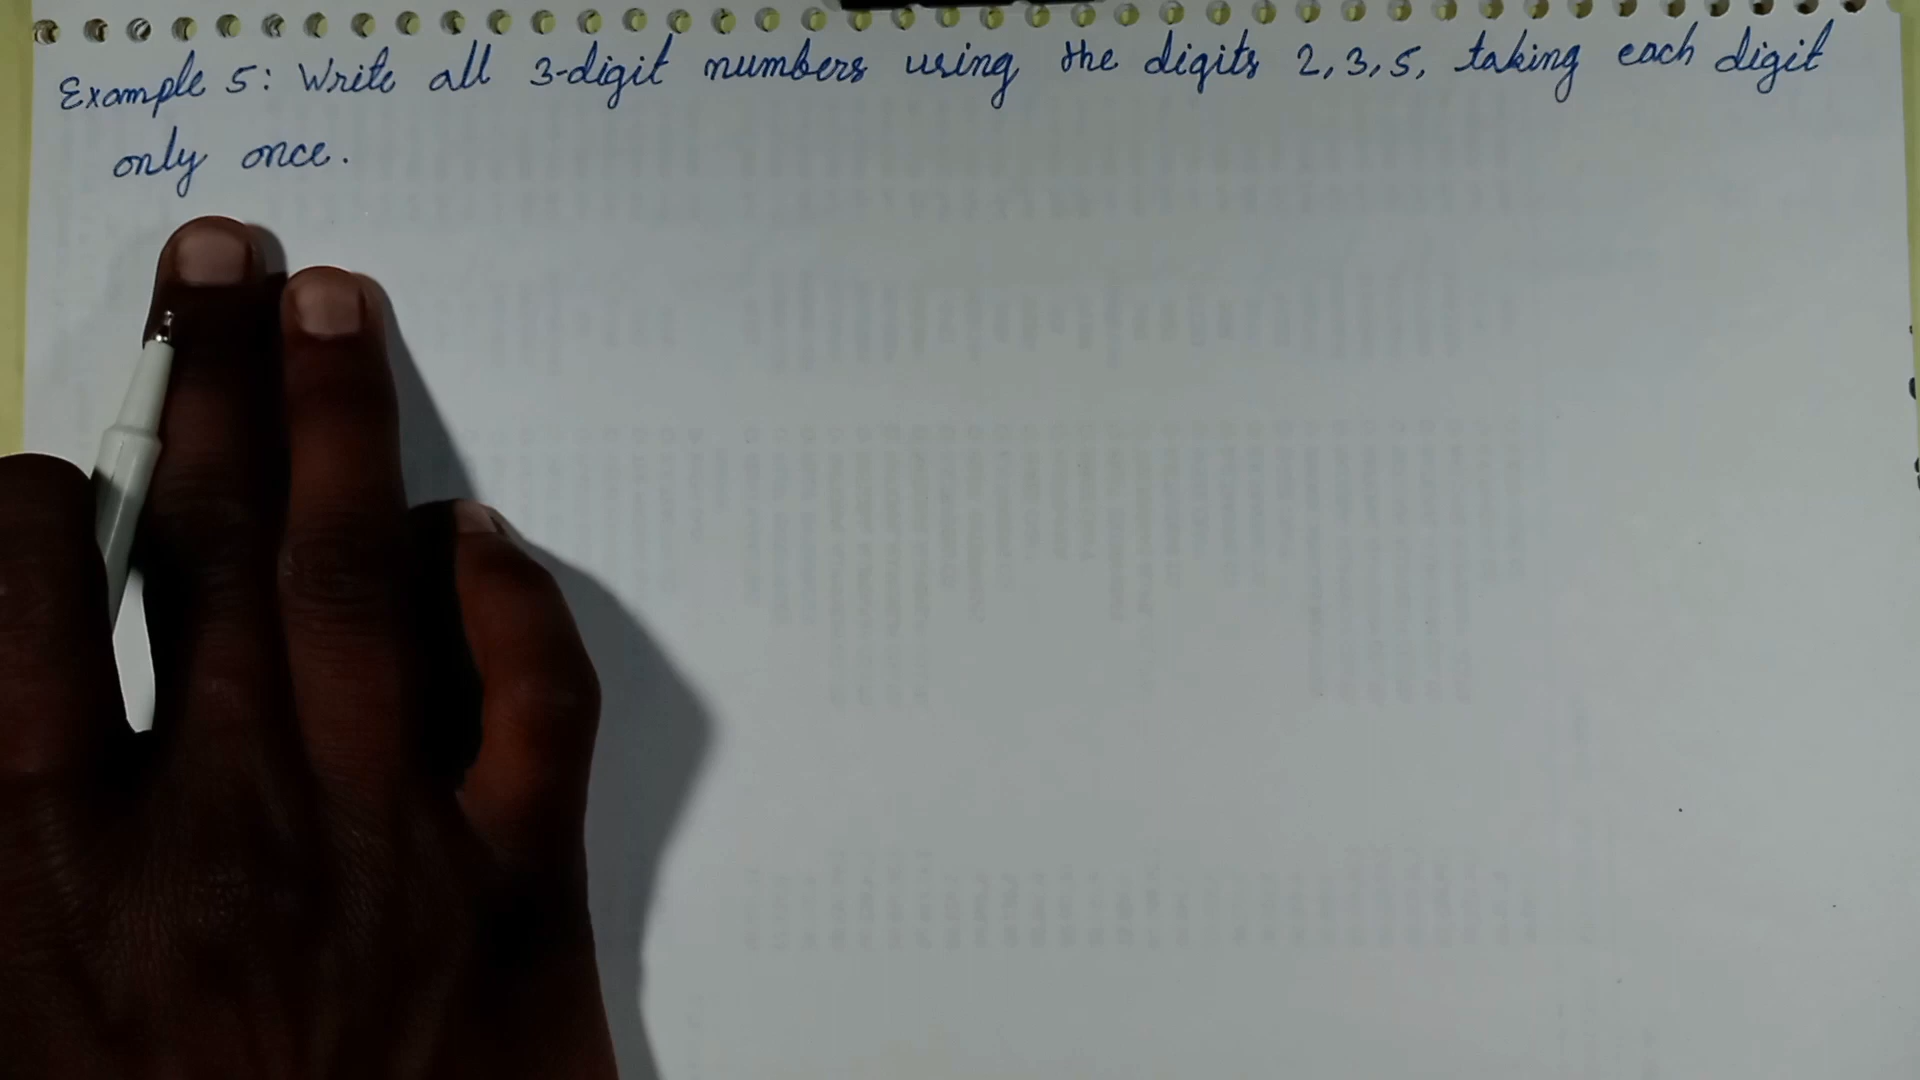 Example 5: Write all 3-digit numbers using the digits 2, 3, 5, taking each digit
only once.